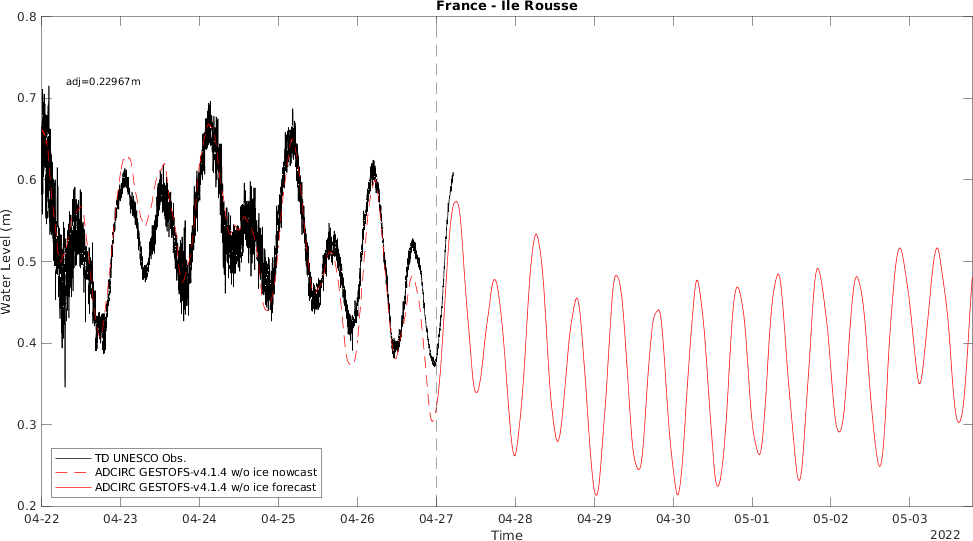 France - Ile Rousse
adj=0.22967m
0.8
0.7
0.6
0.5
0.4
0.3
0.2
Water Level (m)
TD UNESCO Obs.
ADCIRC GESTOFS-v4.1.4 w/o ice nowcast
ADCIRC GESTOFS-v4.1.4 w/o ice forecast
04-22 04-23 04-24 04-25 04-26 04-27 04-28 04-29 04-30 05-01 05-02 05-03
Time
2022